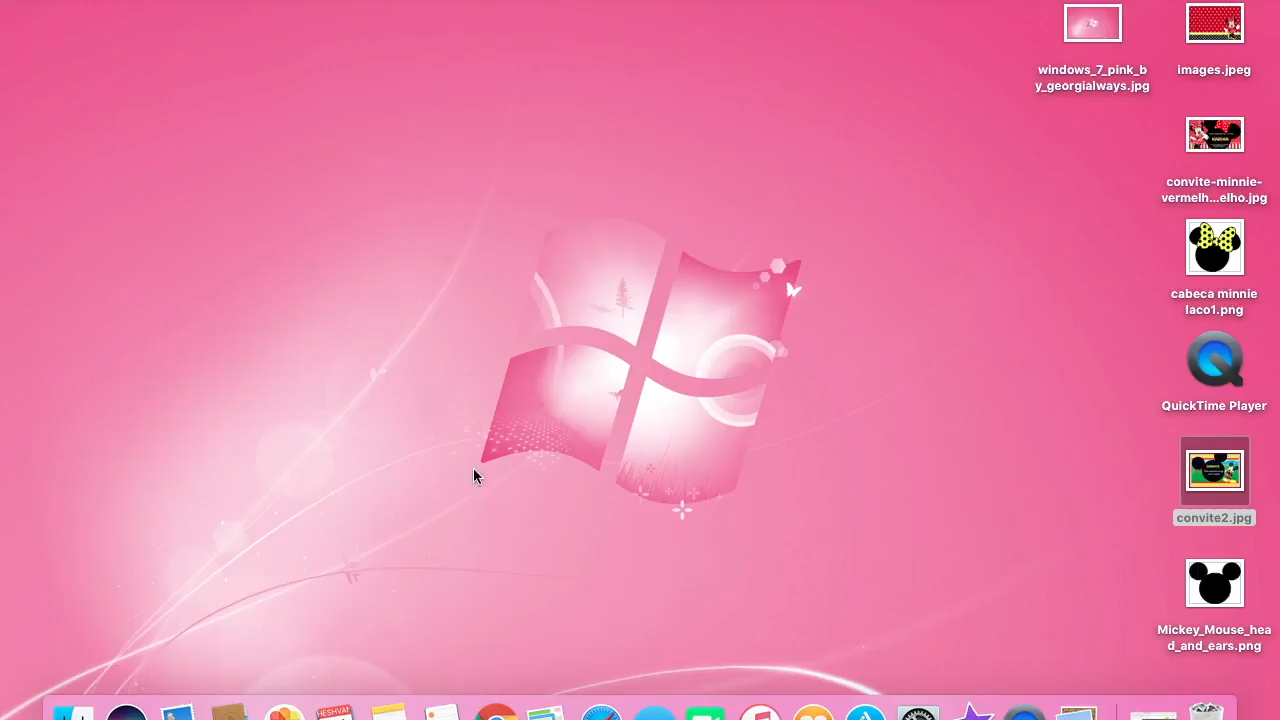 windows_7_pink_b
y_georgialways.jpg
images.jpeg
convite-minnie-
vermelh...elho.jpg
cabeca minnie
laco1.png
QuickTime Player
convite2.jpg
Mickey_Mouse_hea
d_and_ears.png
HESHVAN